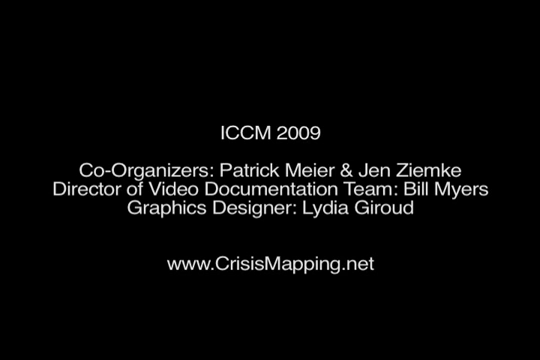 ICCM 2009
Co-Organizers: Patrick Meier & Jen Ziemke
Director of Video Documentation Team: Bill Myers
Graphics Designer: Lydia Giroud
www.CrisisMapping.net